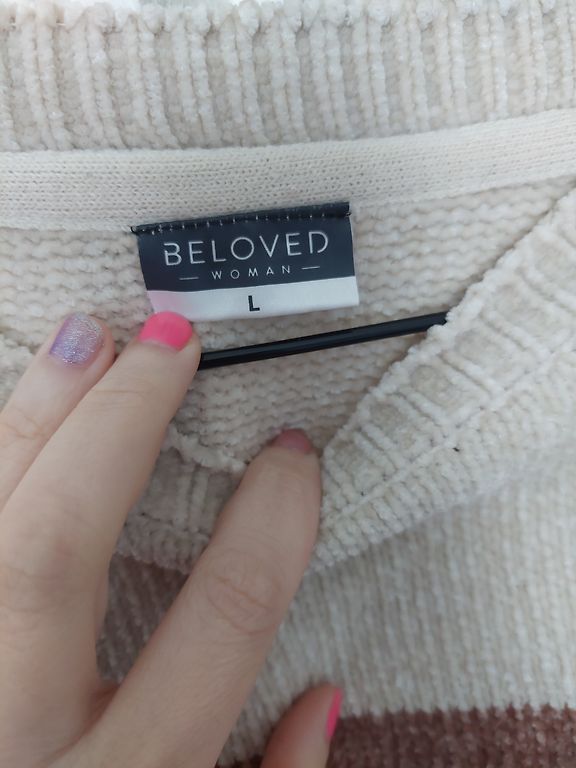 BELOVED
— WOMAN —
L